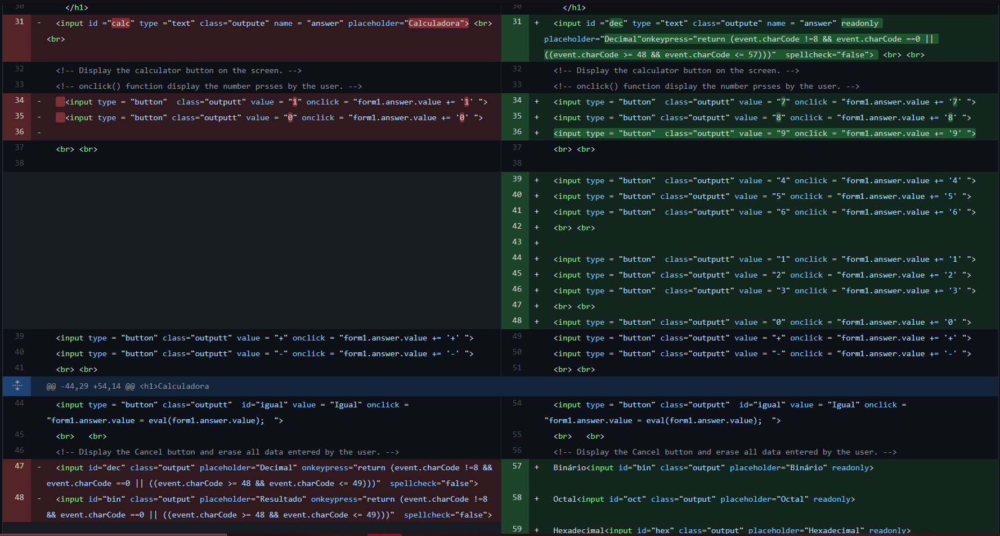 30 </h1>
31 - <input id ="calc" type ="text" class="outpute" name = "answer" placeholder="Calculadora"> <br>
<br>
32 <!-- Display the calculator button on the screen. -->
33 <!-- onclick() function display the number prsses by the user. -->
34 - <input type = "button"  class="outputt" value = "1" onclick = "form1.answer.value += '1' ">
35 - <input type = "button" class="outputt" value = "0" onclick = "form1.answer.value += '0' ">
36 -
37 <br> <br>
38
39 <input type = "button" class="outputt" value = "+" onclick = "form1.answer.value += '+' ">
40 <input type = "button" class="outputt" value = "-" onclick = "form1.answer.value += '-' ">
41 <br> <br>
@@ -44,29 +54,14 @@ <h1>Calculadora
44 <input type = "button" class="outputt"  id="igual" value = "Igual" onclick =
"form1.answer.value = eval(form1.answer.value);  ">
45 <br>   <br>
46 <!-- Display the Cancel button and erase all data entered by the user. -->
47 - <input id="dec" class="output" placeholder="Decimal" onkeypress="return (event.charCode !=8 &&
event.charCode ==0 || ((event.charCode >= 48 && event.charCode <= 49)))"  spellcheck="false">
48 - <input id="bin" class="output" placeholder="Resultado" onkeypress="return (event.charCode !=8
&& event.charCode ==0 || ((event.charCode >= 48 && event.charCode <= 49)))"  spellcheck="false">
30 </h1>
31 + <input id ="dec" type ="text" class="outpute" name = "answer" readonly
placeholder="Decimal"onkeypress="return (event.charCode !=8 && event.charCode ==0 ||
((event.charCode >= 48 && event.charCode <= 57)))"  spellcheck="false">  <br> <br>
32 <!-- Display the calculator button on the screen. -->
33 <!-- onclick() function display the number prsses by the user. -->
34 + <input type = "button"  class="outputt" value = "7" onclick = "form1.answer.value += '7' ">
35 + <input type = "button" class="outputt" value = "8" onclick = "form1.answer.value += '8' ">
36 + <input type = "button"  class="outputt" value = "9" onclick = "form1.answer.value += '9' ">
37 <br> <br>
38
39 + <input type = "button"  class="outputt" value = "4" onclick = "form1.answer.value += '4' ">
40 + <input type = "button" class="outputt" value = "5" onclick = "form1.answer.value += '5' ">
41 + <input type = "button"  class="outputt" value = "6" onclick = "form1.answer.value += '6' ">
42 + <br> <br>
43 +
44 + <input type = "button"  class="outputt" value = "1" onclick = "form1.answer.value += '1' ">
45 + <input type = "button" class="outputt" value = "2" onclick = "form1.answer.value += '2' ">
46 + <input type = "button"  class="outputt" value = "3" onclick = "form1.answer.value += '3' ">
47 + <br> <br>
48 + <input type = "button" class="outputt" value = "0" onclick = "form1.answer.value += '0' ">
49 <input type = "button" class="outputt" value = "+" onclick = "form1.answer.value += '+' ">
50 <input type = "button" class="outputt" value = "-" onclick = "form1.answer.value += '-' ">
51 <br> <br>
54 <input type = "button" class="outputt"  id="igual" value = "Igual" onclick =
"form1.answer.value = eval(form1.answer.value);  ">
55 <br>   <br>
56 <!-- Display the Cancel button and erase all data entered by the user. -->
57 + Binário<input id="bin" class="output" placeholder="Binário" readonly>
58 + Octal<input id="oct" class="output" placeholder="Octal" readonly>
59 + Hexadecimal<input id="hex" class="output" placeholder="Hexadecimal" readonly>